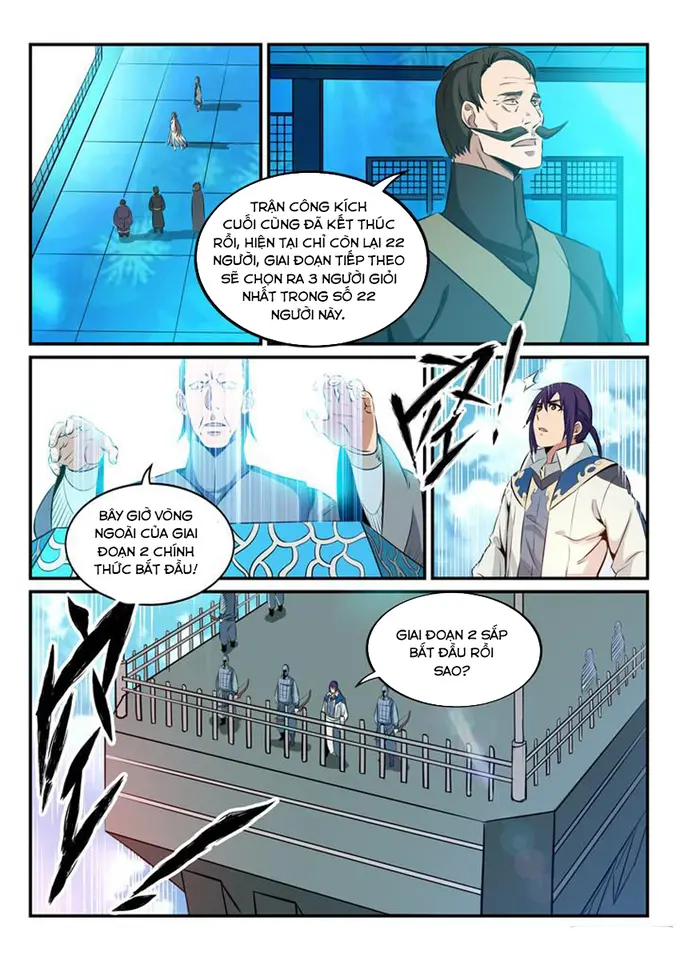 TRẬN CÔNG KÍCH
CUỐI CÙNG ĐÃ KẾT THÚC
RỒI, HIỆN TẠI CHỈ CÒN LẠI 22
NGƯỜI, GIAI ĐOẠN TIẾP THEO
SẼ CHỌN RA 3 NGƯỜI GIỎI
NHẤT TRONG SỐ 22
NGƯỜI NÀY.
BÂY GIỜ VÒNG
NGOÀI CỦA GIAI
ĐOẠN 2 CHÍNH
THỨC BẮT ĐẦU!
GIAI ĐOẠN 2 SẮP
BẮT ĐẦU RỒI
SAO?